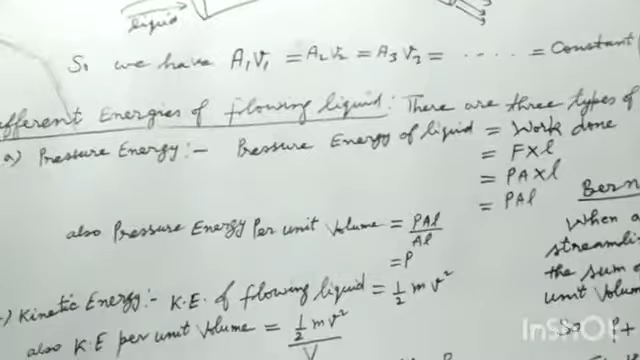 liquid
So we have A₁V₁ = A₂V₂ = A₃V₃ = ...... = Constant
fferent Energies of flowing liquid: There are three types of
a) Pressure Energy:- Pressure Energy of liquid = Work done
= F×l
= PA×l
= PAl
also Pressure Energy Per unit Volume = PAl/Al
= P
) Kinetic Energy:- K.E. of flowing liquid = 1/2 mv²
also K.E per unit Volume = 1/2 mv²/V
Bern
When a
streamli
the sum o
unit Volum
So P+
InShOt